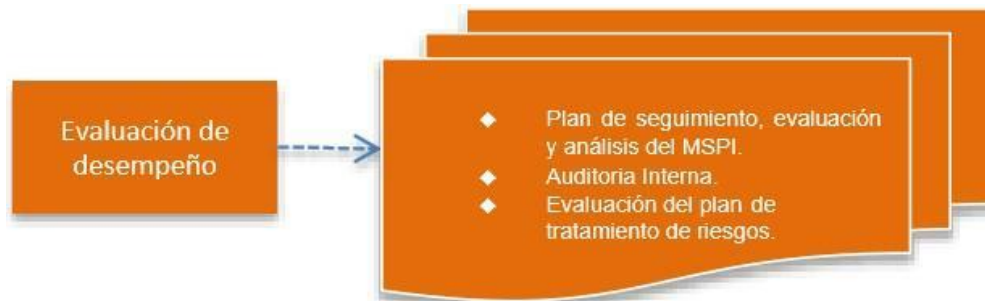 Evaluación de
desempeño
◆ Plan de seguimiento, evaluación
y análisis del MSPI.
◆ Auditoria Interna.
◆ Evaluación del plan de
tratamiento de riesgos.